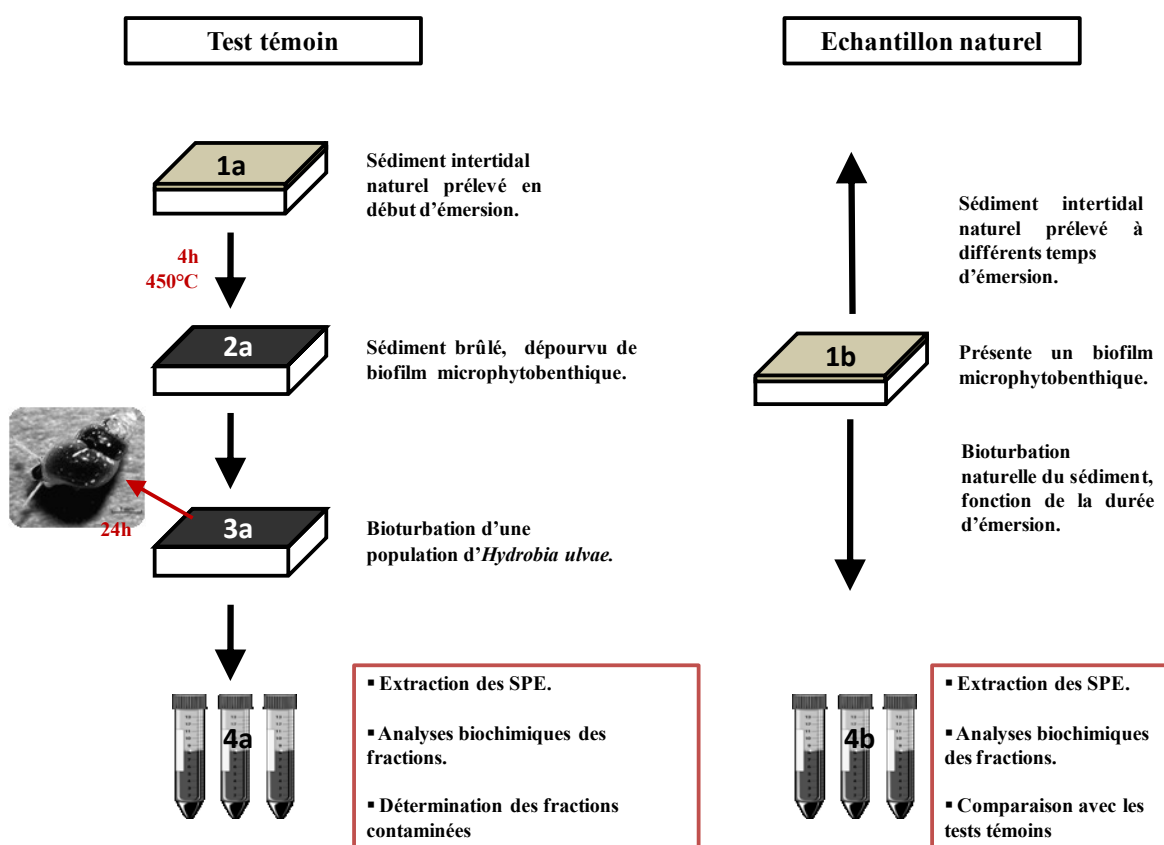 Test témoin
Echantillon naturel
1a
Sédiment intertidal
naturel prélevé en
début d'émersion.
4h
450°C
2a
Sédiment brûlé, dépourvu de
biofilm microphytobenthique.
24h
3a
Bioturbation d'une
population d'Hydrobia ulvae.
4a
▪ Extraction des SPE.
▪ Analyses biochimiques des
fractions.
▪ Détermination des fractions
contaminées
Sédiment intertidal
naturel prélevé à
différents temps
d'émersion.
1b
Présente un biofilm
microphytobenthique.
Bioturbation
naturelle du sédiment,
fonction de la durée
d'émersion.
4b
▪ Extraction des SPE.
▪ Analyses biochimiques
des fractions.
▪ Comparaison avec les
tests témoins